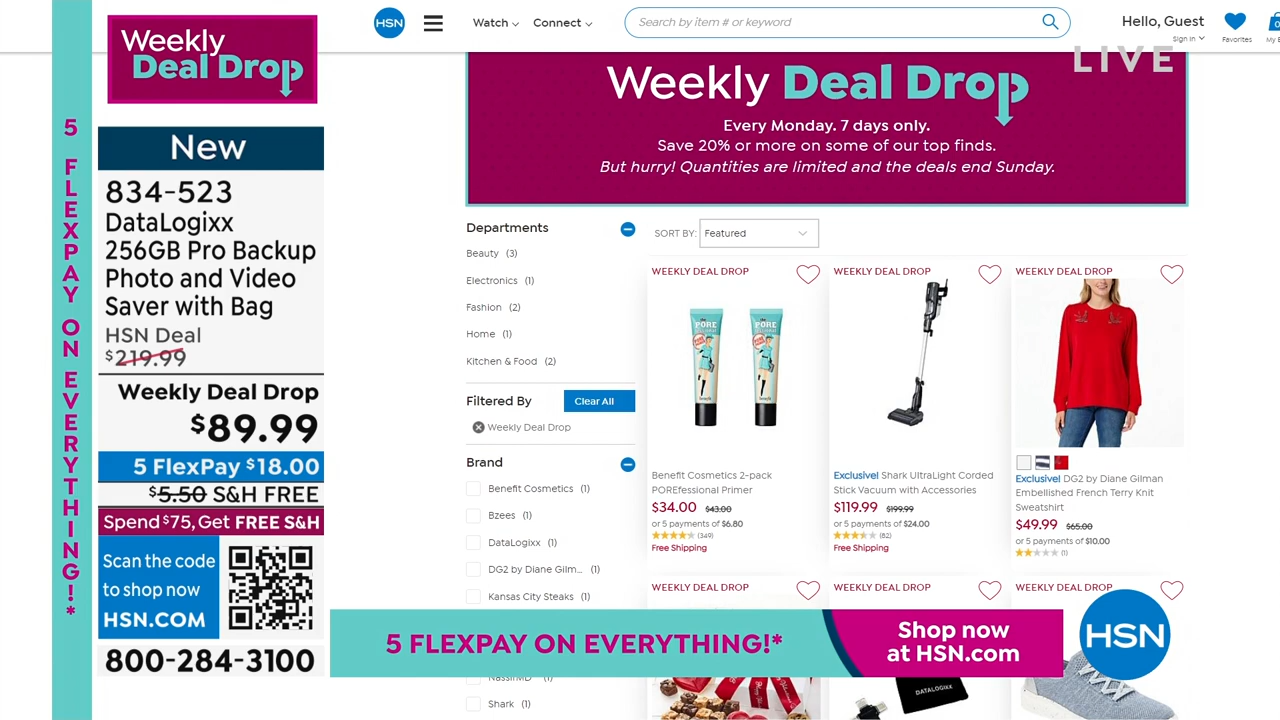 5 FLEXPAY ON EVERYTHING!*
Weekly
Deal Drop
New
834-523
DataLogixx
256GB Pro Backup
Photo and Video
Saver with Bag
HSN Deal
$219.99
Weekly Deal Drop
$89.99
5 FlexPay $18.00
$5.50 S&H FREE
Spend $75, Get FREE S&H
Scan the code
to shop now
HSN.COM
800-284-3100
HSN
Watch
Connect
Search by item # or keyword
Hello, Guest
Sign In
Favorites
0
LIVE
Weekly Deal Drop
Every Monday. 7 days only.
Save 20% or more on some of our top finds.
But hurry! Quantities are limited and the deals end Sunday.
Departments
Beauty (3)
Electronics (1)
Fashion (2)
Home (1)
Kitchen & Food (2)
Filtered By
Clear All
Weekly Deal Drop
Brand
Benefit Cosmetics (1)
Bzees (1)
DataLogixx (1)
DG2 by Diane Gilm... (1)
Kansas City Steaks (1)
NassifMD (1)
Shark (1)
SORT BY: Featured
WEEKLY DEAL DROP
Benefit Cosmetics 2-pack
POREfessional Primer
$34.00 $43.00
or 5 payments of $6.80
(349)
Free Shipping
WEEKLY DEAL DROP
Exclusive! Shark UltraLight Corded
Stick Vacuum with Accessories
$119.99 $199.99
or 5 payments of $24.00
(82)
Free Shipping
WEEKLY DEAL DROP
Exclusive! DG2 by Diane Gilman
Embellished French Terry Knit
Sweatshirt
$49.99 $65.00
or 5 payments of $10.00
(1)
WEEKLY DEAL DROP
WEEKLY DEAL DROP
WEEKLY DEAL DROP
DATALOGIXX
5 FLEXPAY ON EVERYTHING!*
Shop now
at HSN.com
HSN